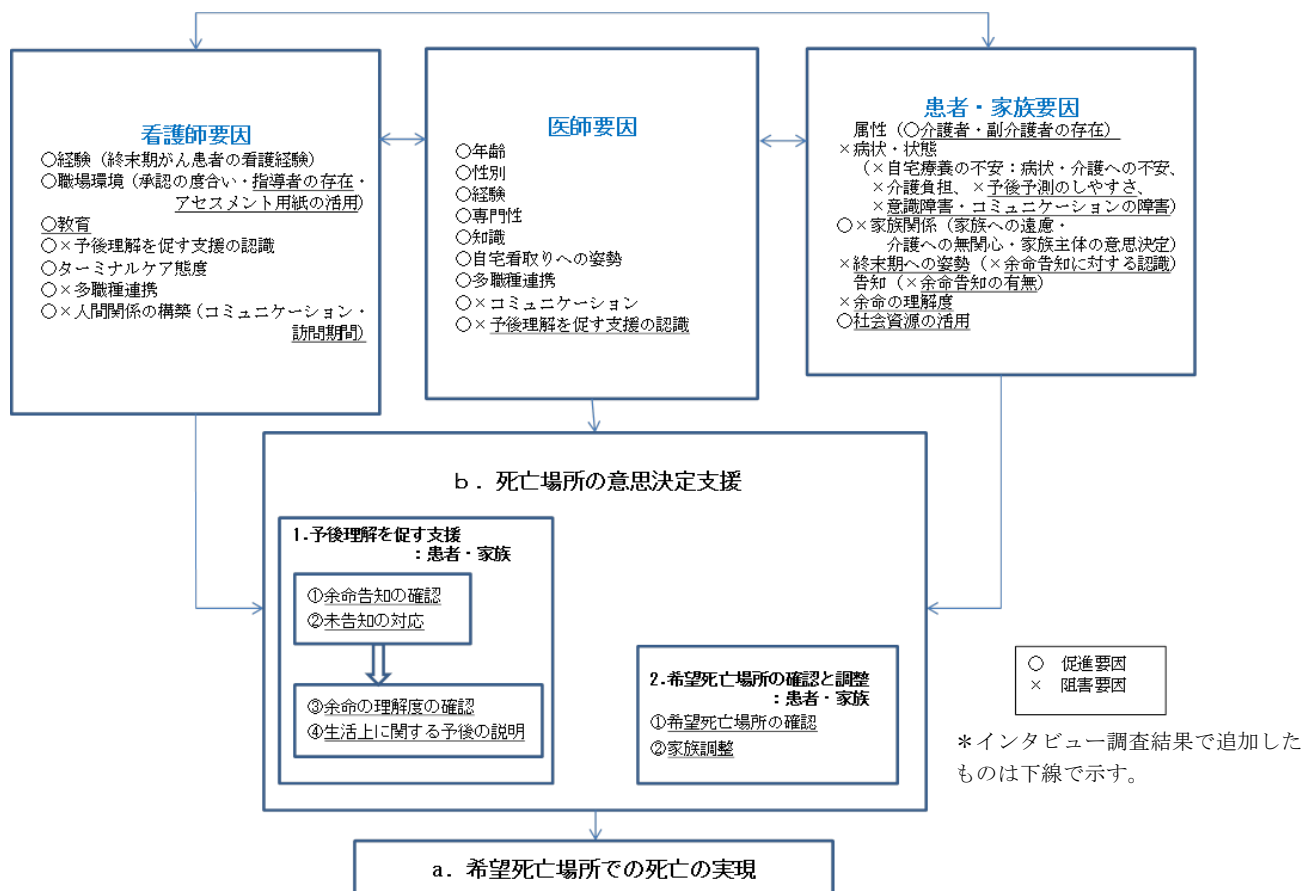 看護師要因
○経験（終末期がん患者の看護経験）
○職場環境（承認の度合い・指導者の存在・
アセスメント用紙の活用）
○教育
○×予後理解を促す支援の認識
○ターミナルケア態度
○×多職種連携
○×人間関係の構築（コミュニケーション・
訪問期間）
医師要因
○年齢
○性別
○経験
○専門性
○知識
○自宅看取りへの姿勢
○多職種連携
○×コミュニケーション
○×予後理解を促す支援の認識
患者・家族要因
属性（○介護者・副介護者の存在）
×病状・状態
（×自宅療養の不安：病状・介護への不安、
×介護負担、×予後予測のしやすさ、
×意識障害・コミュニケーションの障害）
○×家族関係（家族への遠慮・
介護への無関心・家族主体の意思決定）
×終末期への姿勢（×余命告知に対する認識）
告知（×余命告知の有無）
×余命の理解度
○社会資源の活用
ｂ．死亡場所の意思決定支援
1.予後理解を促す支援
：患者・家族
①余命告知の確認
②未告知の対応
③余命の理解度の確認
④生活上に関する予後の説明
2.希望死亡場所の確認と調整
：患者・家族
①希望死亡場所の確認
②家族調整
○ 促進要因
× 阻害要因
＊インタビュー調査結果で追加した
ものは下線で示す。
a．希望死亡場所での死亡の実現